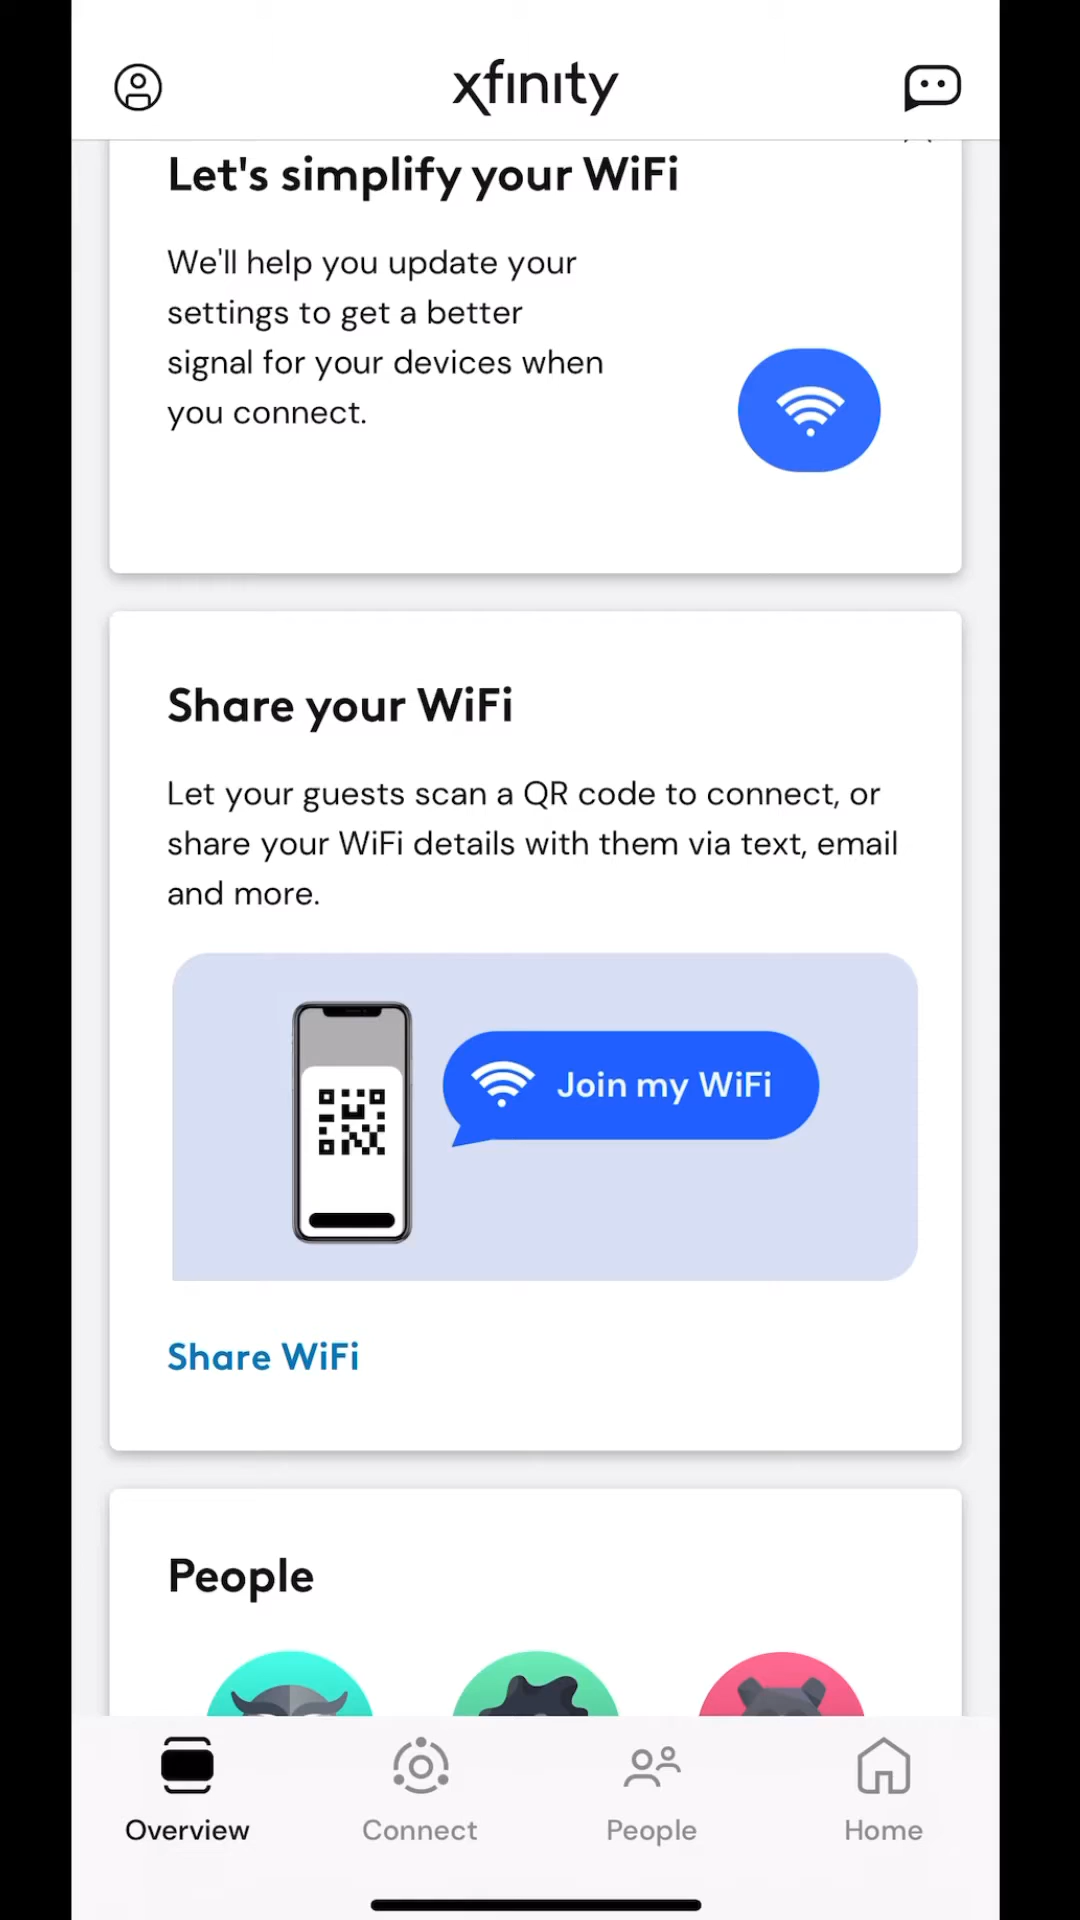 xfinity
Let's simplify your WiFi
We'll help you update your
settings to get a better
signal for your devices when
you connect.
Share your WiFi
Let your guests scan a QR code to connect, or
share your WiFi details with them via text, email
and more.
Join my WiFi
Share WiFi
People
Overview
Connect
People
Home